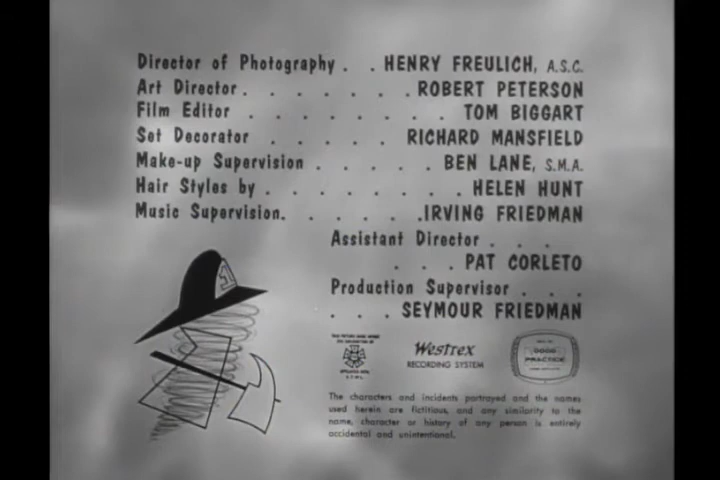 Director of Photography . . HENRY FREULICH, A.S.C.
Art Director . . . . . . . ROBERT PETERSON
Film Editor . . . . . . . . TOM BIGGART
Set Decorator . . . . . . RICHARD MANSFIELD
Make-up Supervision . . . . . BEN LANE, S.M.A.
Hair Styles by . . . . . . . . HELEN HUNT
Music Supervision. . . . . .IRVING FRIEDMAN
Assistant Director . . .
. . . PAT CORLETO
Production Supervisor . . .
. . . SEYMOUR FRIEDMAN
1
Westrex
RECORDING SYSTEM
GOOD
PRACTICE
The characters and incidents portrayed and the names
used herein are fictitious, and any similarity to the
name, character or history of any person is entirely
accidental and unintentional.